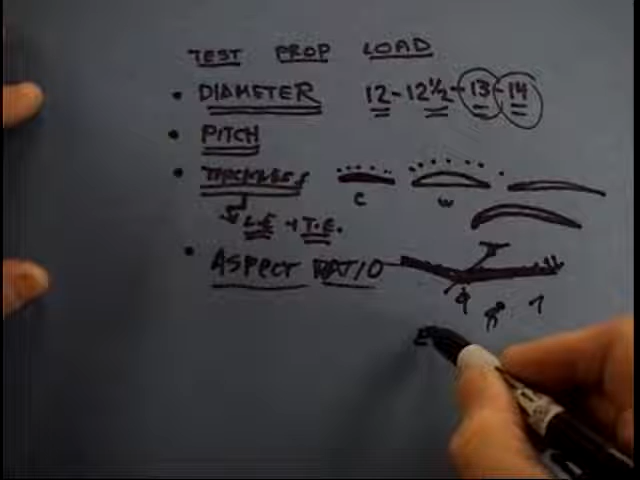 TEST PROP LOAD
• DIAMETER 12-12½-13-14
• PITCH
• THICKNESS
C W
L.E + T.E.
• ASPECT RATIO